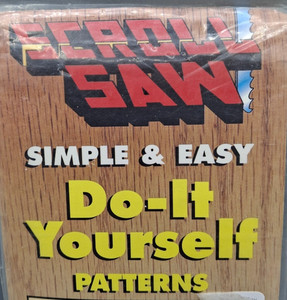 SCROLL
SAW
SIMPLE & EASY
Do-It
Yourself
PATTERNS